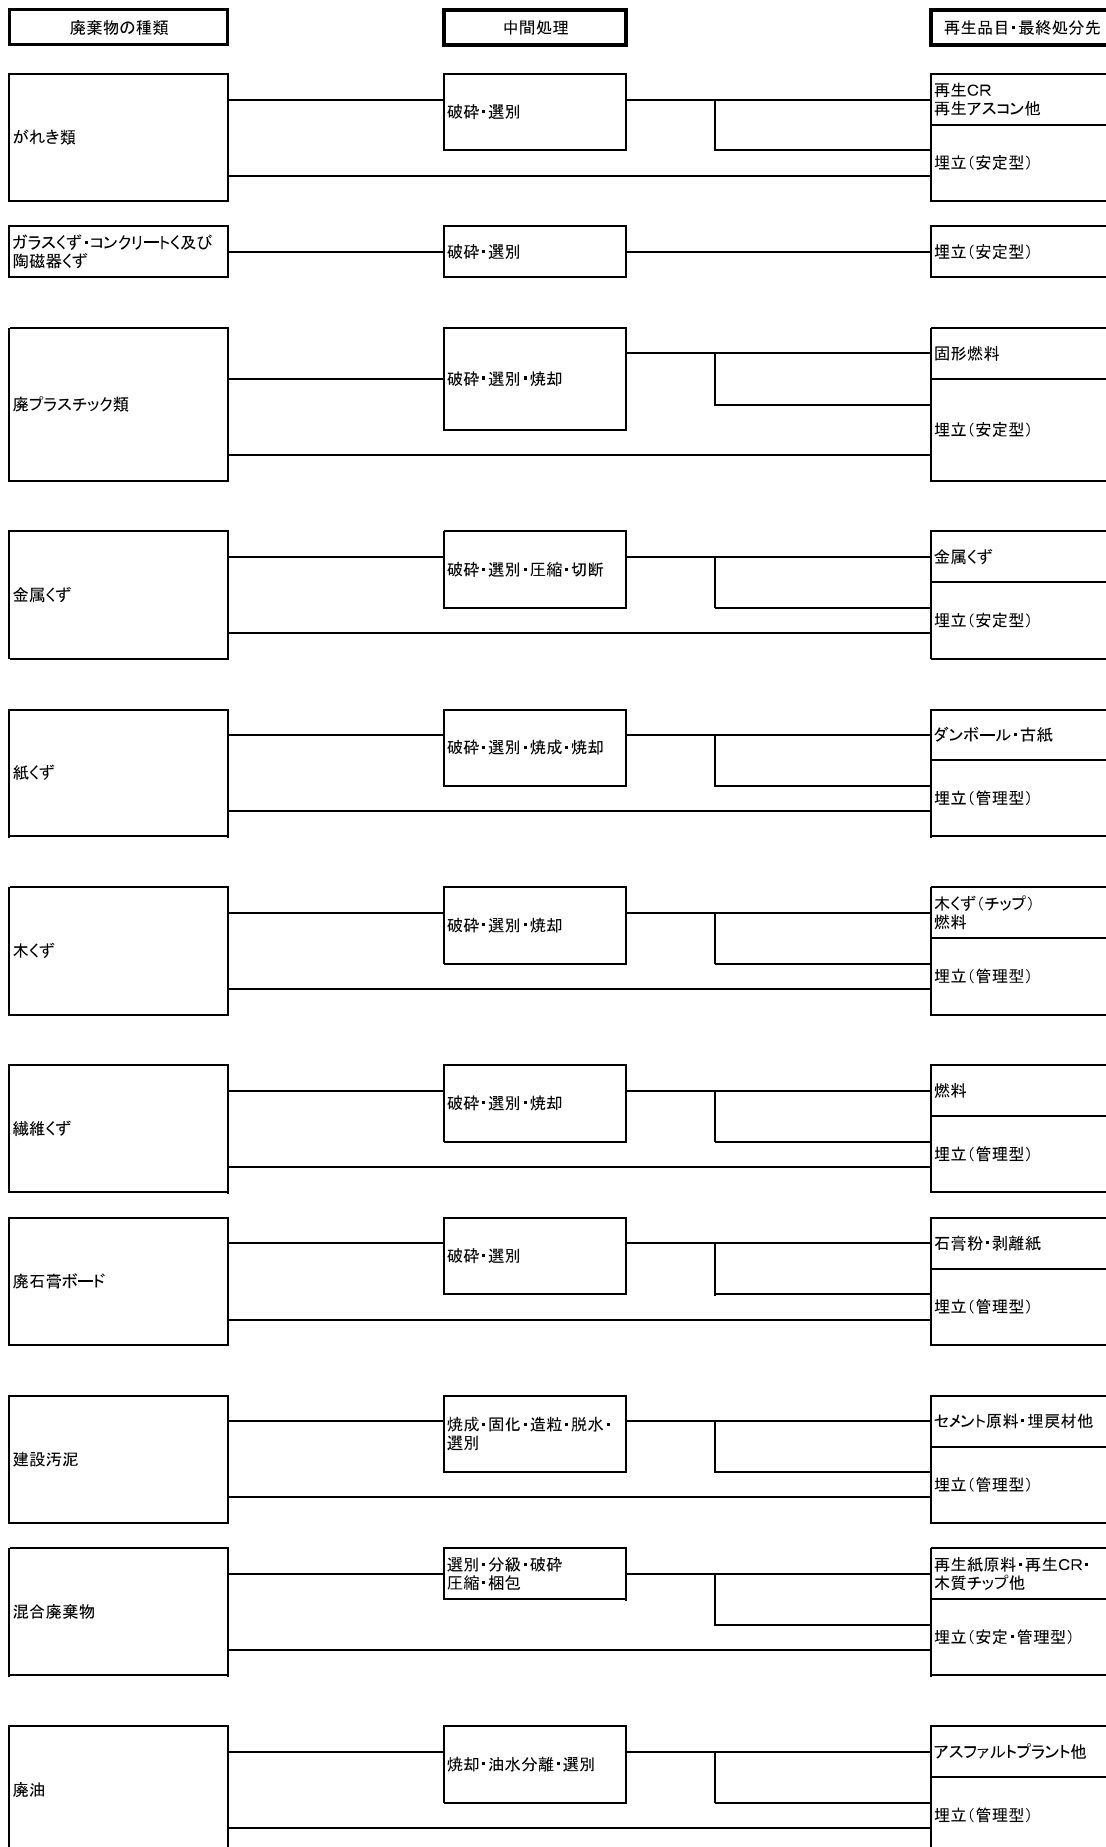 廃棄物の種類
中間処理
再生品目・最終処分先
がれき類
破砕・選別
再生CR
再生アスコン他
埋立(安定型)
ガラスくず・コンクリートく及び
陶磁器くず
破砕・選別
埋立(安定型)
廃プラスチック類
破砕・選別・焼却
固形燃料
埋立(安定型)
金属くず
破砕・選別・圧縮・切断
金属くず
埋立(安定型)
紙くず
破砕・選別・焼成・焼却
ダンボール・古紙
埋立(管理型)
木くず
破砕・選別・焼却
木くず(チップ)
燃料
埋立(管理型)
繊維くず
破砕・選別・焼却
燃料
埋立(管理型)
廃石膏ボード
破砕・選別
石膏粉・剥離紙
埋立(管理型)
建設汚泥
焼成・固化・造粒・脱水・
選別
セメント原料・埋戻材他
埋立(管理型)
混合廃棄物
選別・分級・破砕
圧縮・梱包
再生紙原料・再生CR・
木質チップ他
埋立(安定・管理型)
廃油
焼却・油水分離・選別
アスファルトプラント他
埋立(管理型)